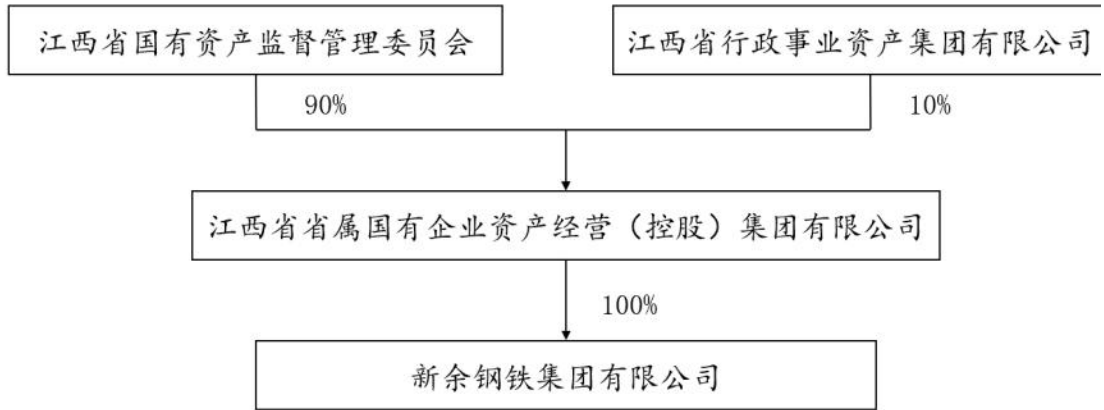 江西省国有资产监督管理委员会
江西省行政事业资产集团有限公司
90%
10%
江西省省属国有企业资产经营（控股）集团有限公司
100%
新余钢铁集团有限公司